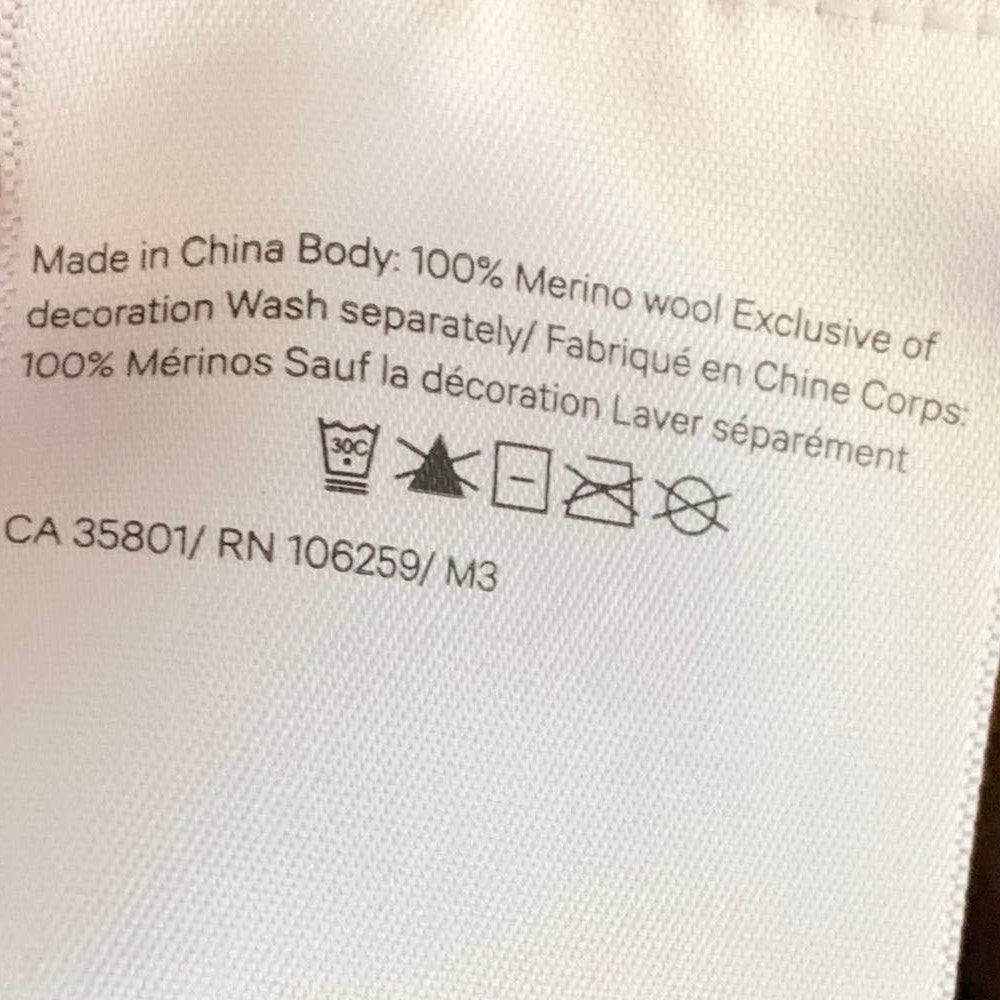 Made in China Body: 100% Merino wool Exclusive of
decoration Wash separately/ Fabriqué en Chine Corps:
100% Mérinos Sauf la décoration Laver séparément
30C
CA 35801/ RN 106259/ M3